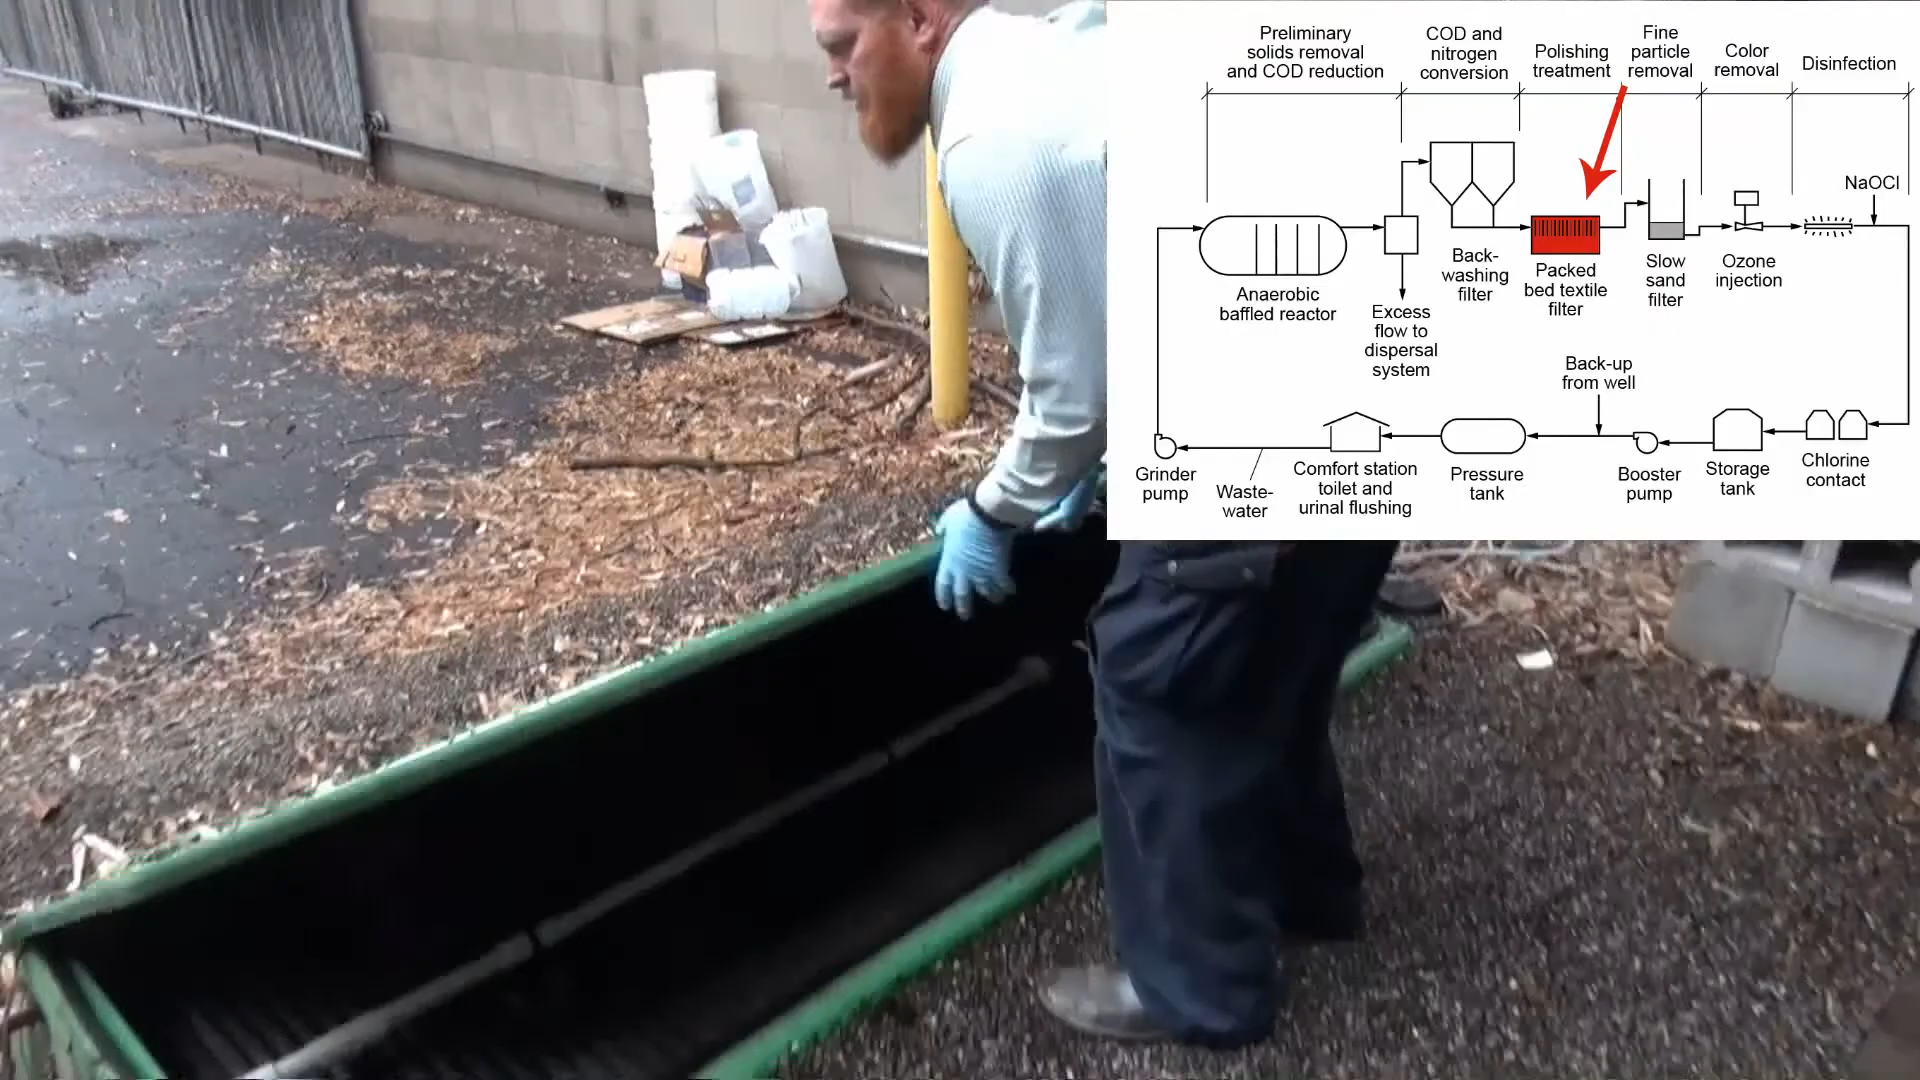 Preliminary
solids removal
and COD reduction
COD and
nitrogen
conversion
Polishing
treatment
Fine
particle
removal
Color
removal
Disinfection
NaOCl
Anaerobic
baffled reactor
Excess
flow to
dispersal
system
Back-
washing
filter
Packed
bed textile
filter
Slow
sand
filter
Ozone
injection
Back-up
from well
Grinder
pump
Waste-
water
Comfort station
toilet and
urinal flushing
Pressure
tank
Booster
pump
Storage
tank
Chlorine
contact